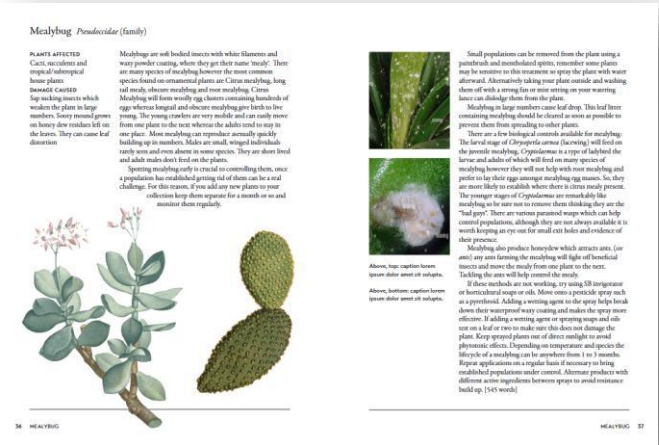 Mealybug Pseudoccidae (family)
PLANTS AFFECTED
Cacti, succulents and
tropical/subtropical
house plants
DAMAGE CAUSED
Sap sucking insects which
weaken the plant in large
numbers. Sooty mound grows
on honey dew residues left on
the leaves. They can cause leaf
distortion
Mealybugs are soft bodied insects with white filaments and
waxy powder coating, where they get their name 'mealy'. There
are many species of mealybug however the most common
species found on ornamental plants are Citrus mealybug, long
tail mealy, obscure mealybug and root mealybug. Citrus
Mealybug will form woolly egg clusters containing hundreds of
eggs whereas longtail and obscure mealybug give birth to live
young. The young crawlers are very mobile and can easily move
from one plant to the next whereas the adults tend to stay in
one place. Most mealybug can reproduce asexually quickly
building up in numbers. Males are small, winged individuals
rarely seen and even absent in some species. They are short lived
and adult males don't feed on the plants.
Spotting mealybug early is crucial to controlling them, once
a population has established getting rid of them can be a real
challenge. For this reason, if you add any new plants to your
collection keep them separate for a month or so and
monitor them regularly.
36 MEALYBUG
Above, top: caption lorem
ipsum dolor amet sit solupta.
Above, bottom: caption lorem
ipsum dolor amet sit solupta.
Small populations can be removed from the plant using a
paintbrush and mentholated spirits, remember some plants
may be sensitive to this treatment so spray the plant with water
afterward. Alternatively taking your plant outside and washing
them off with a strong fan or mist setting on your watering
lance can dislodge them from the plant.
Mealybug in large numbers cause leaf drop. This leaf litter
containing mealybug should be cleared as soon as possible to
prevent them from spreading to other plants.
There are a few biological controls available for mealybug:
The larval stage of Chrysoperla carnea (lacewing) will feed on
the juvenile mealybug, Cryptolaemus is a type of ladybird the
larvae and adults of which will feed on many species of
mealybug however they will not help with root mealybug and
prefer to lay their eggs amongst mealybug egg masses. So, they
are more likely to establish where there is citrus mealy present.
The younger stages of Cryptolaemus are remarkably like
mealybug so be sure not to remove them thinking they are the
"bad guys". There are various parasitoid wasps which can help
control populations, although they are not always available it is
worth keeping an eye out for small exit holes and evidence of
their presence.
Mealybug also produce honeydew which attracts ants. (see
ants) any ants farming the mealybug will fight off beneficial
insects and move the mealy from one plant to the next.
Tackling the ants will help control the mealy.
If these methods are not working, try using SB invigorator
or horticultural soaps or oils. Move onto a pesticide spray such
as a pyrethroid. Adding a wetting agent to the spray helps break
down their waterproof waxy coating and makes the spray more
effective. If adding a wetting agent or spraying soaps and oils
test on a leaf or two to make sure this does not damage the
plant. Keep sprayed plants out of direct sunlight to avoid
phytotoxic effects. Depending on temperature and species the
lifecycle of a mealybug can be anywhere from 1 to 3 months.
Repeat applications on a regular basis if necessary to bring
established populations under control. Alternate products with
different active ingredients between sprays to avoid resistance
build up. [545 words]
MEALYBUG 37